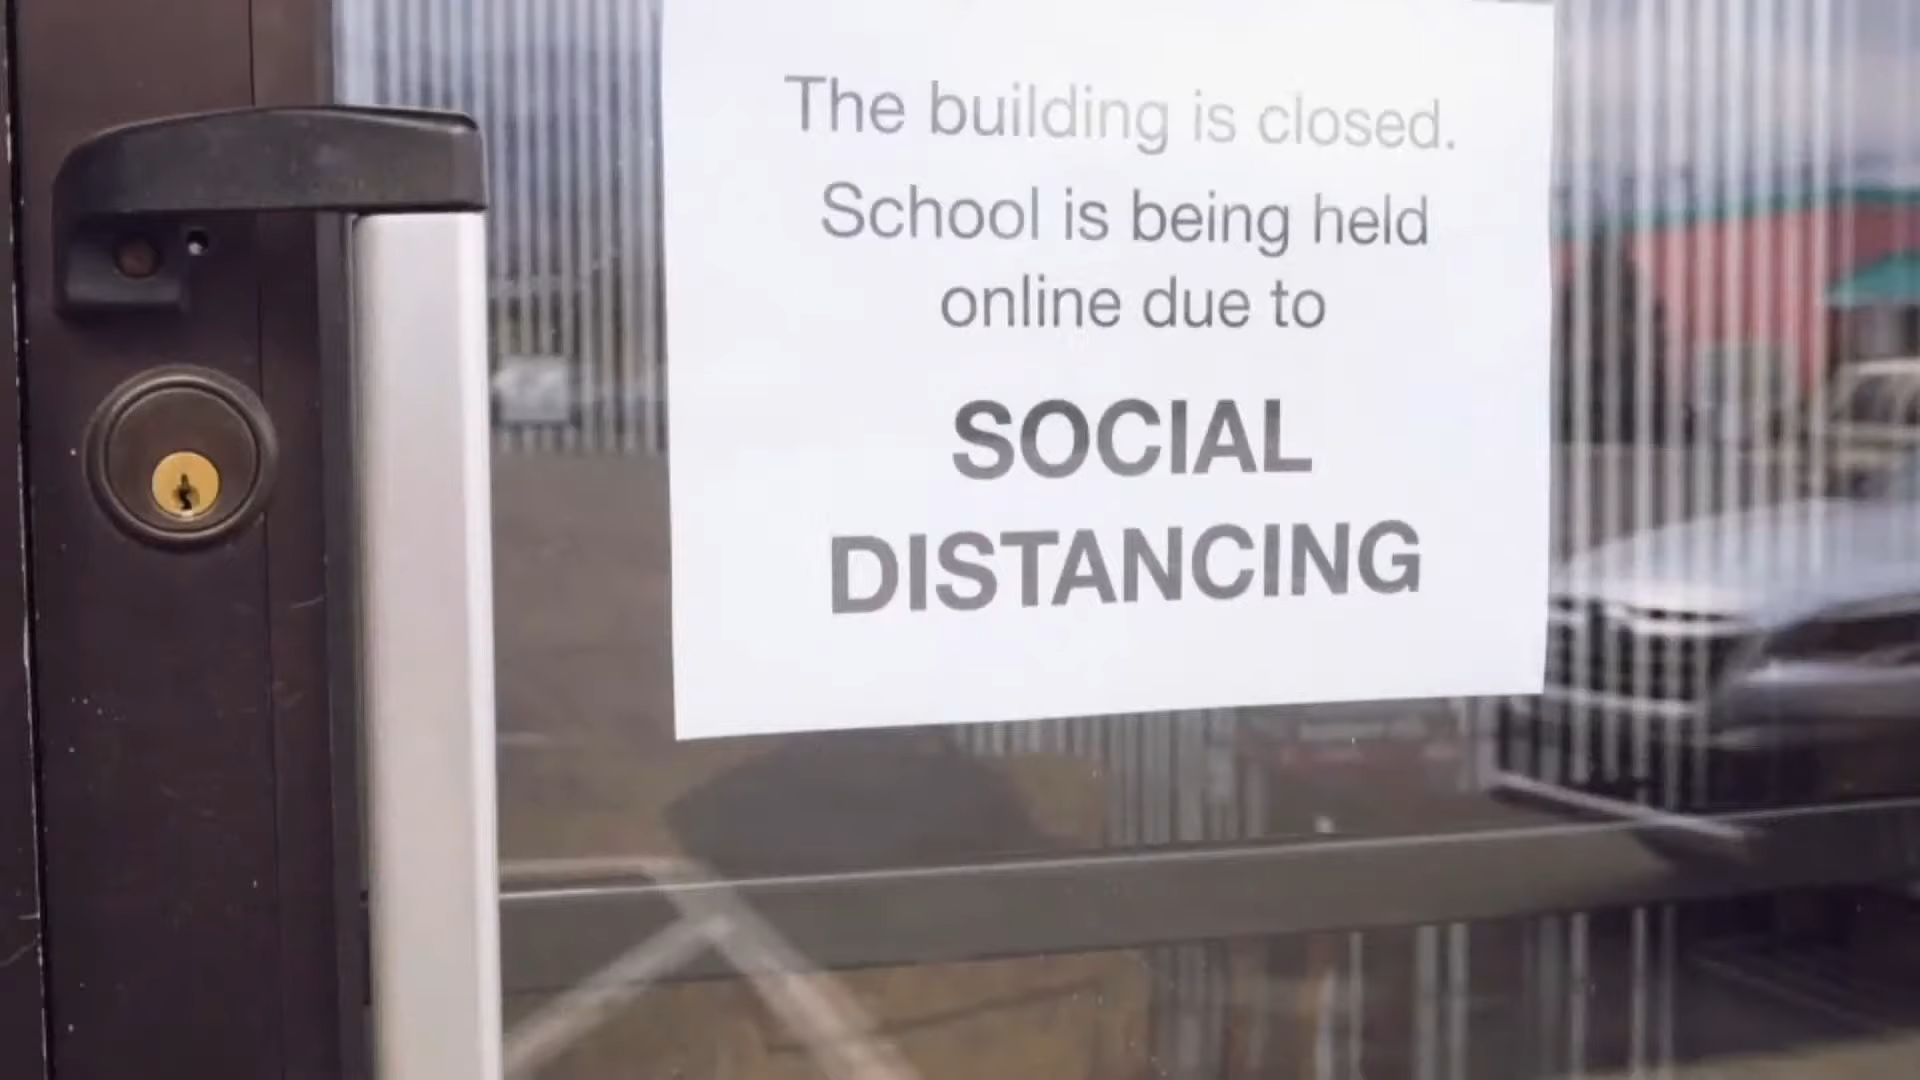 The building is closed.
School is being held
online due to
SOCIAL
DISTANCING